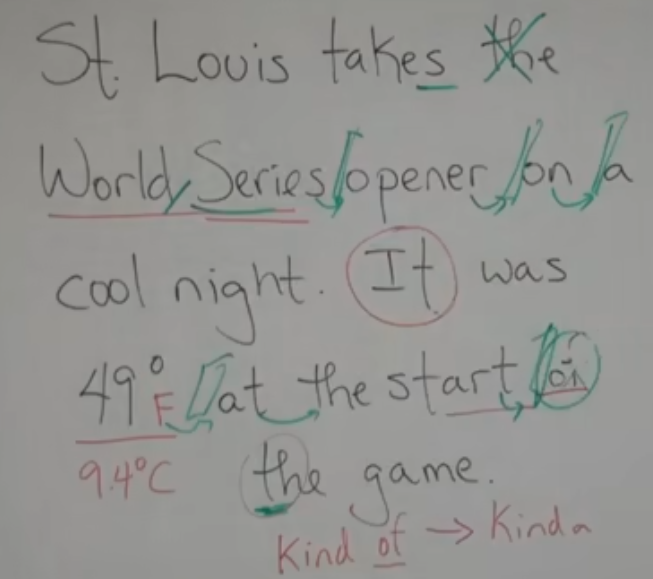 St. Louis takes the
World Series opener on a
cool night. It was
49°F at the start
9.4°C the game.
Kind of → Kinda